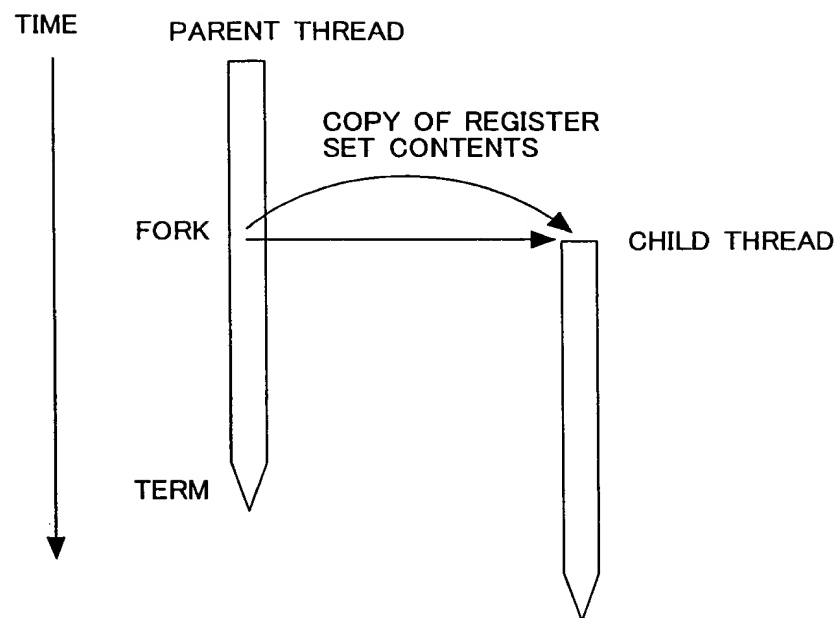 TIME
PARENT THREAD
COPY OF REGISTER
SET CONTENTS
FORK
CHILD THREAD
TERM